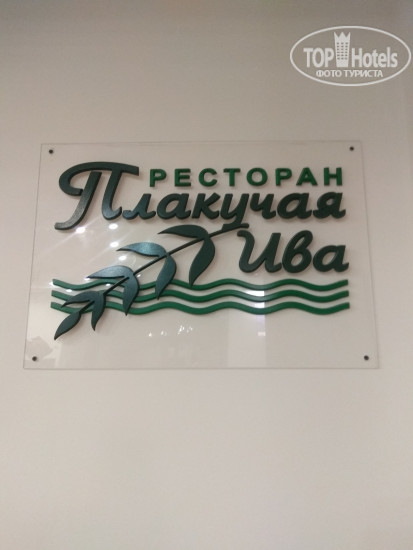 TOP Hotels
ФОТО ТУРИСТА
РЕСТОРАН
Плакучая
Ива